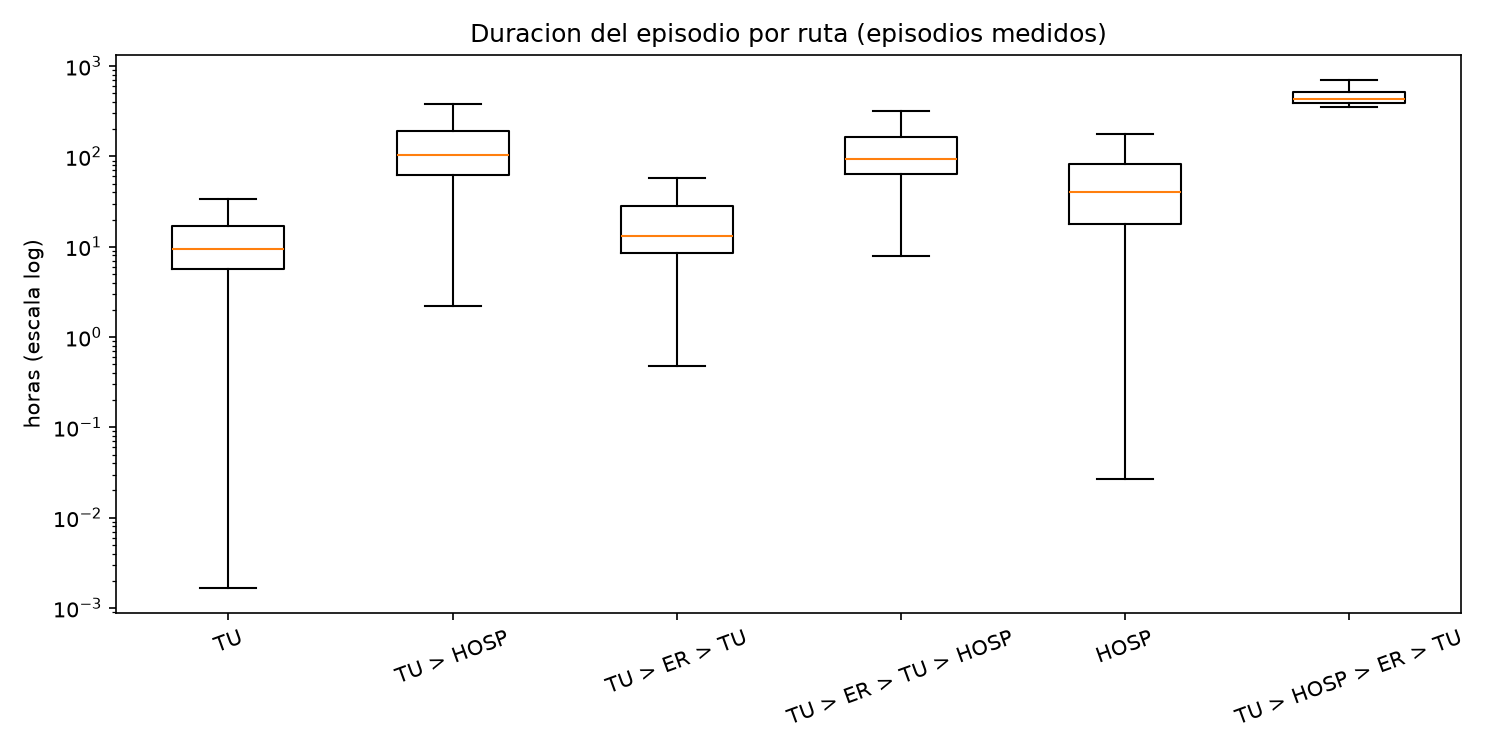 Duracion del episodio por ruta (episodios medidos)
horas (escala log)
10³
10²
10¹
10⁰
10⁻¹
10⁻²
10⁻³
TU
TU > HOSP
TU > ER > TU
TU > ER > TU > HOSP
HOSP
TU > HOSP > ER > TU